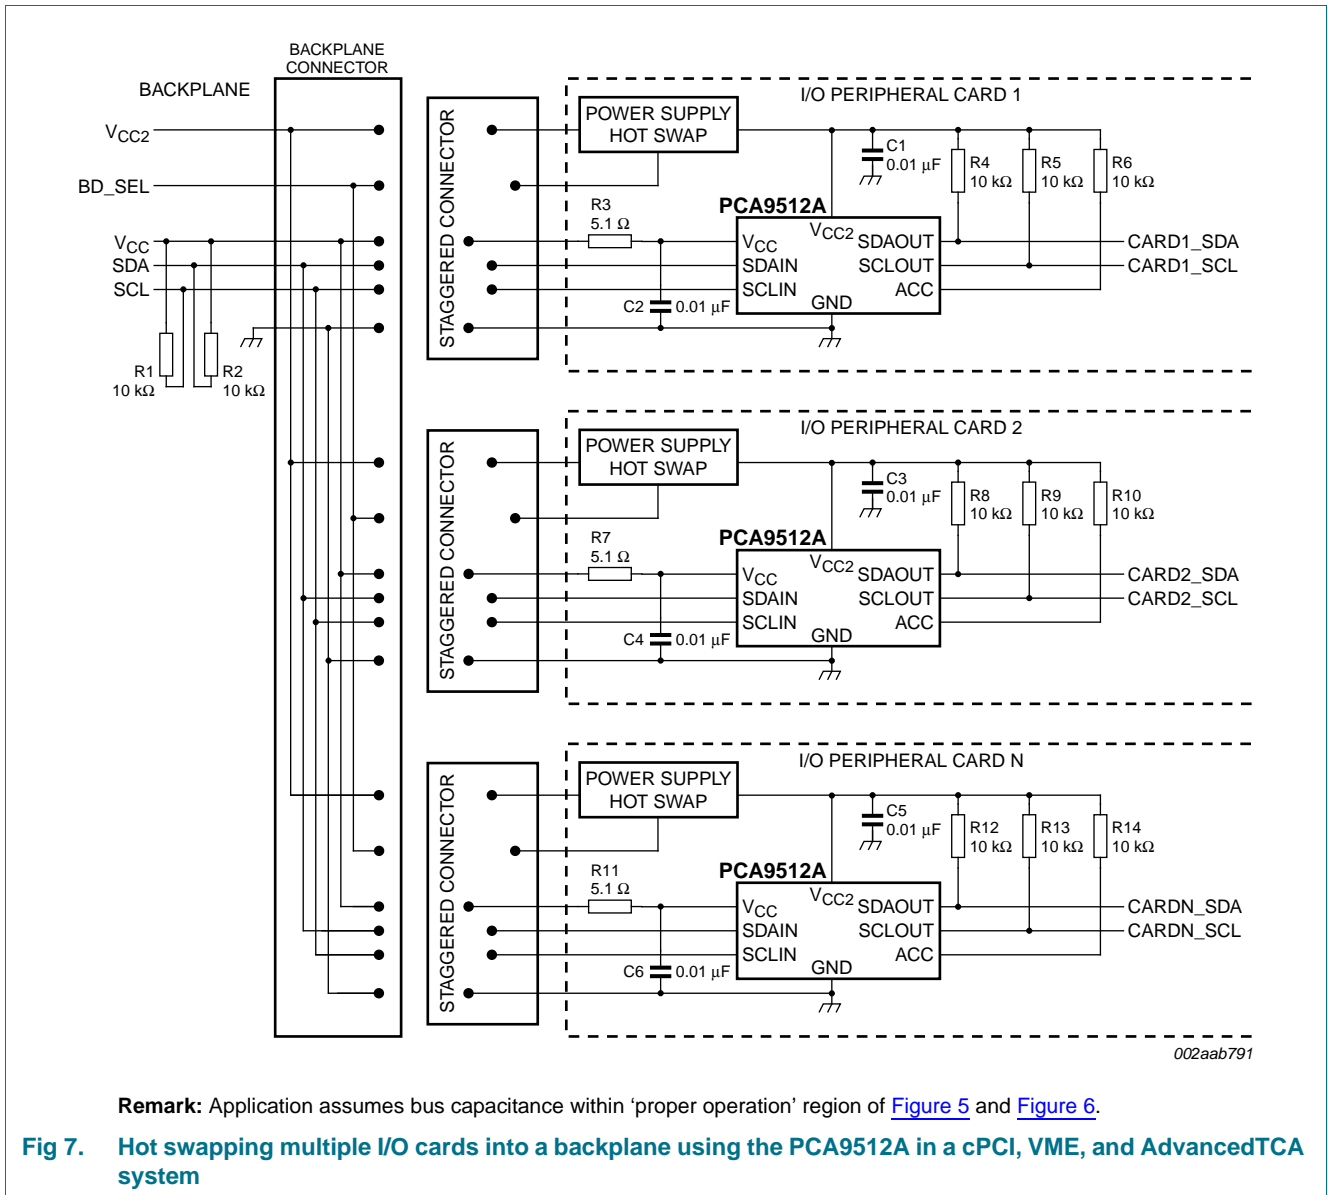 BACKPLANE
CONNECTOR
BACKPLANE
VCC2
BD_SEL
VCC
SDA
SCL
R1
10 kΩ
R2
10 kΩ
STAGGERED CONNECTOR
I/O PERIPHERAL CARD 1
POWER SUPPLY
HOT SWAP
C1
0.01 μF
R4
10 kΩ
R5
10 kΩ
R6
10 kΩ
R3
5.1 Ω
PCA9512A
VCC
VCC2
SDAOUT
CARD1_SDA
SDAIN
SCLOUT
CARD1_SCL
SCLIN
ACC
GND
C2
0.01 μF
STAGGERED CONNECTOR
I/O PERIPHERAL CARD 2
POWER SUPPLY
HOT SWAP
C3
0.01 μF
R8
10 kΩ
R9
10 kΩ
R10
10 kΩ
R7
5.1 Ω
PCA9512A
VCC
VCC2
SDAOUT
CARD2_SDA
SDAIN
SCLOUT
CARD2_SCL
SCLIN
ACC
GND
C4
0.01 μF
STAGGERED CONNECTOR
I/O PERIPHERAL CARD N
POWER SUPPLY
HOT SWAP
C5
0.01 μF
R12
10 kΩ
R13
10 kΩ
R14
10 kΩ
R11
5.1 Ω
PCA9512A
VCC
VCC2
SDAOUT
CARDN_SDA
SDAIN
SCLOUT
CARDN_SCL
SCLIN
ACC
GND
C6
0.01 μF
002aab791
Remark: Application assumes bus capacitance within ‘proper operation’ region of Figure 5 and Figure 6.
Fig 7. Hot swapping multiple I/O cards into a backplane using the PCA9512A in a cPCI, VME, and AdvancedTCA
system